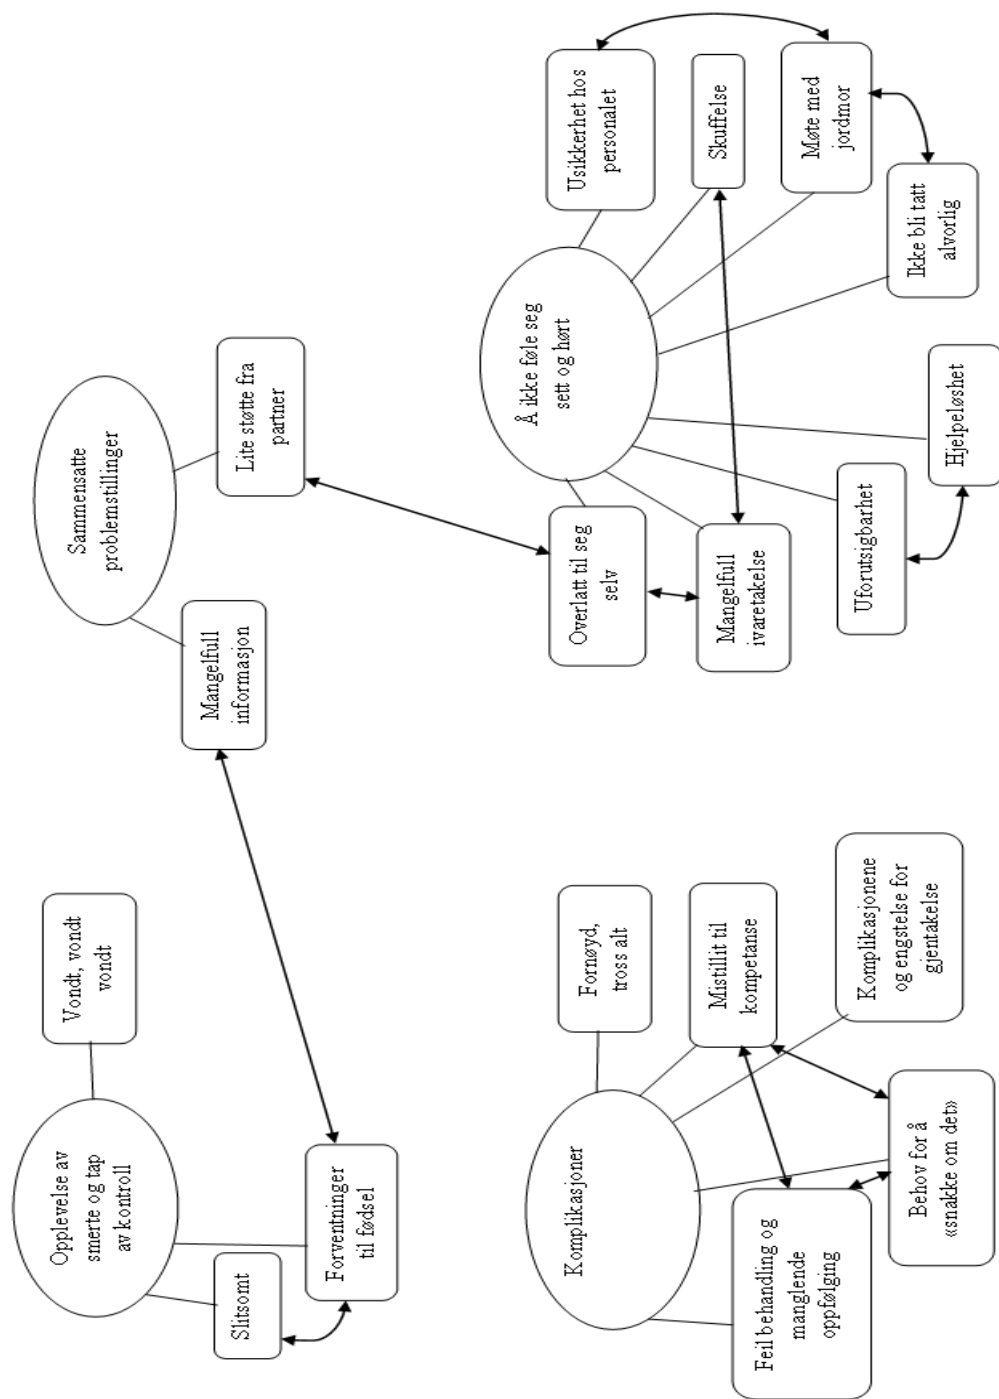 Opplevelse av
smerte og tap
av kontroll
Vondt, vondt
vondt
Slitsomt
Forventninger
til fødsel
Sammensatte
problemstillinger
Mangelfull
informasjon
Lite støtte fra
partner
Komplikasjoner
Fornøyd,
tross alt
Mistillit til
kompetanse
Feil behandling og
manglende
oppfølging
Behov for å
«snakke om det»
Komplikasjonene
og engstelse for
gjentakelse
Å ikke føle seg
sett og hørt
Overlatt til seg
selv
Usikkerhet hos
personalet
Mangelfull
ivaretakelse
Skuffelse
Uforutsigbarhet
Møte med
jordmor
Hjelpeløshet
Ikke bli tatt
alvorlig